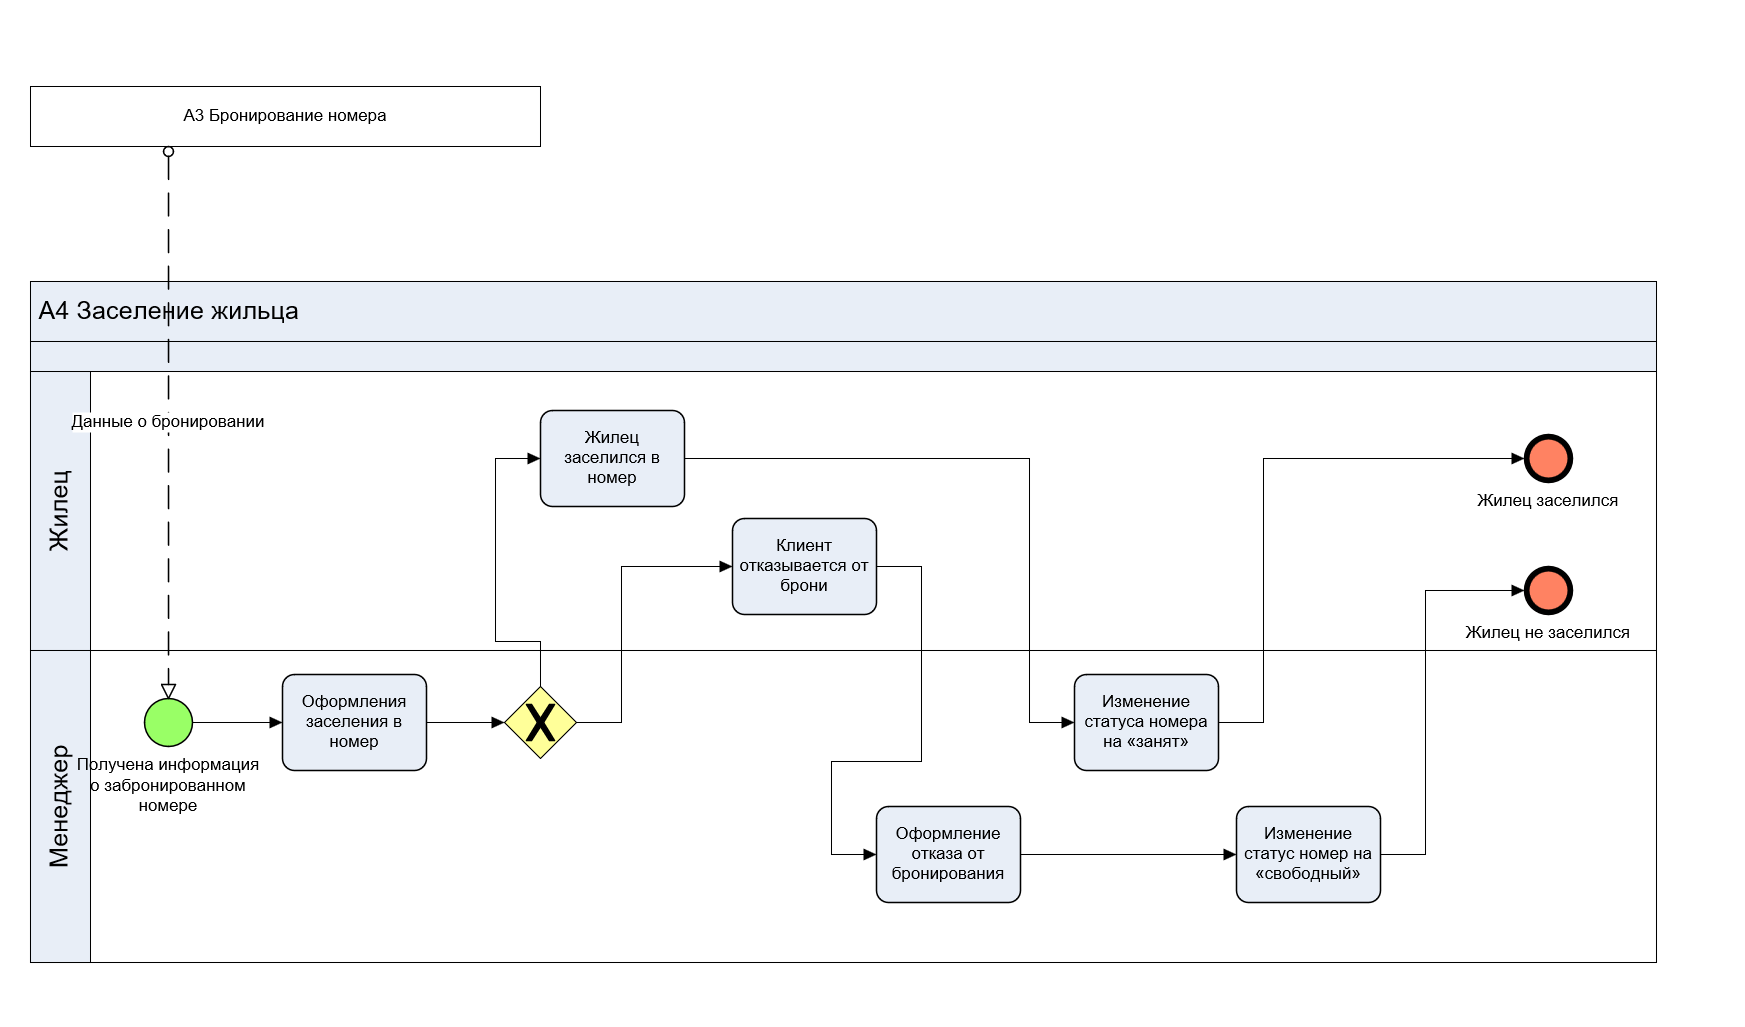 А3 Бронирование номера
А4 Заселение жильца
Данные о бронировании
Жилец
Жилец
заселился в
номер
Клиент
отказывается от
брони
Жилец заселился
Жилец не заселился
Менеджер
Получена информация
о забронированном
номере
Оформления
заселения в
номер
X
Изменение
статуса номера
на «занят»
Оформление
отказа от
бронирования
Изменение
статус номер на
«свободный»